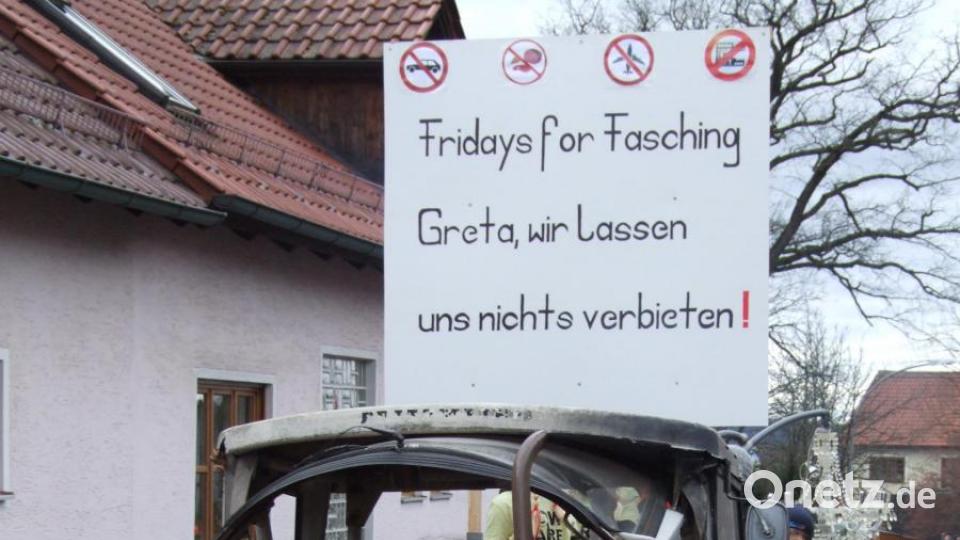 Fridays for Fasching
Greta, wir lassen
uns nichts verbieten!
Onetz.de